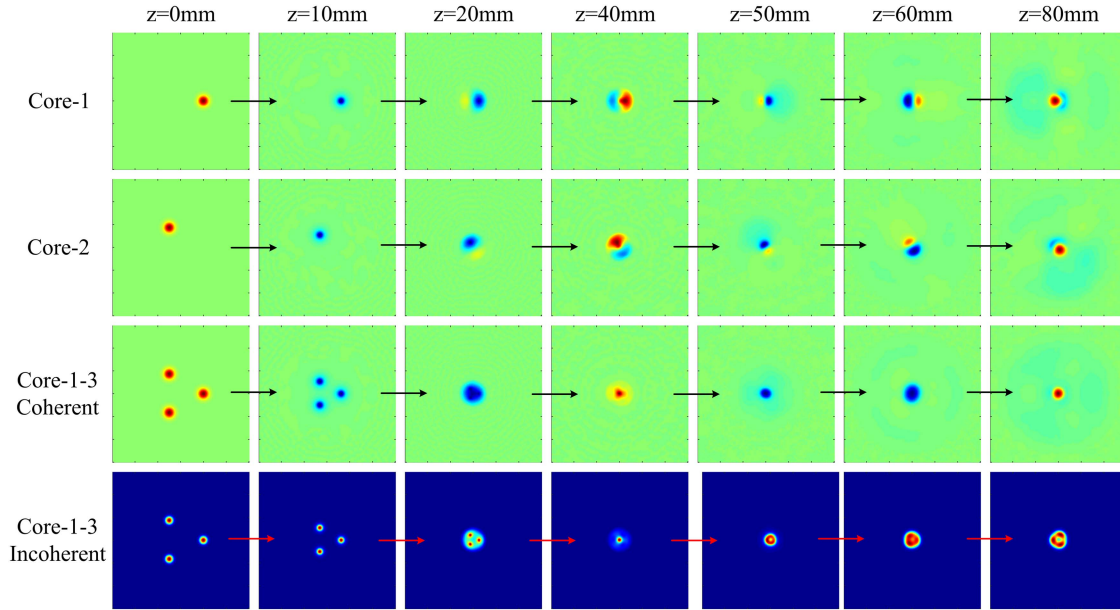 z=0mm z=10mm z=20mm z=40mm z=50mm z=60mm z=80mm
Core-1
Core-2
Core-1-3
Coherent
Core-1-3
Incoherent